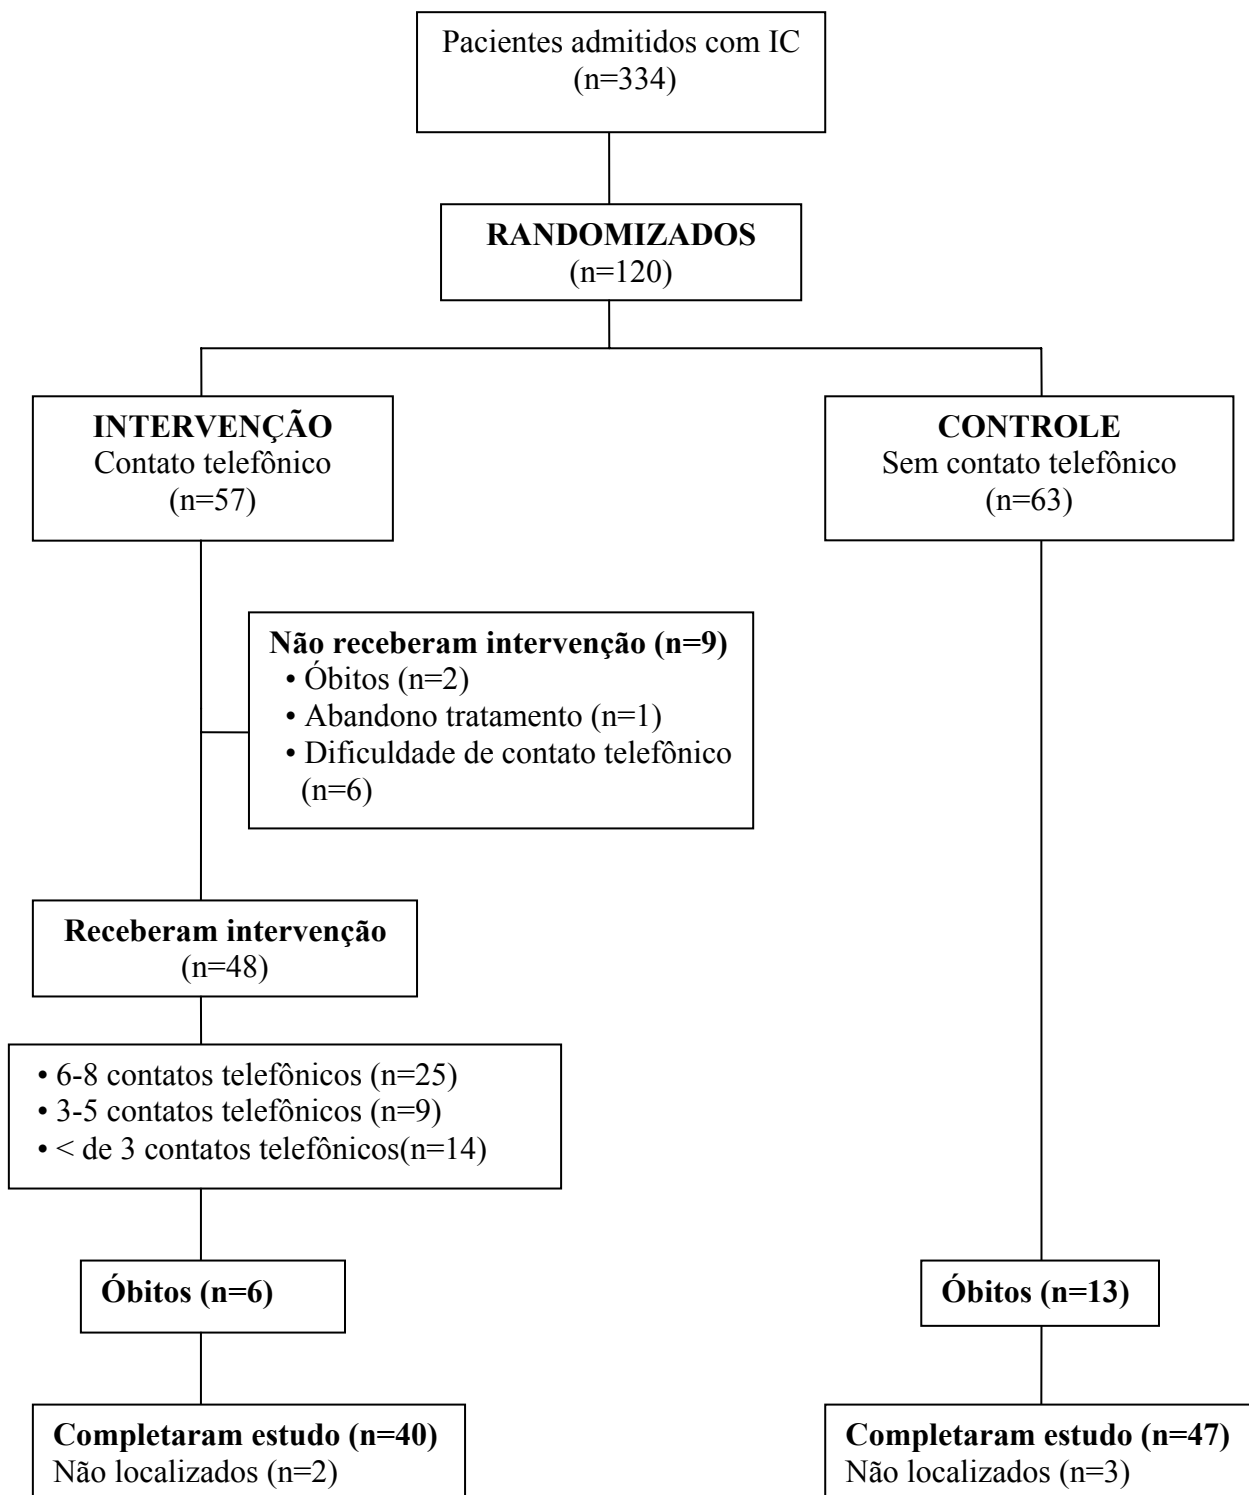 Pacientes admitidos com IC
(n=334)
RANDOMIZADOS
(n=120)
INTERVENÇÃO
Contato telefônico
(n=57)
CONTROLE
Sem contato telefônico
(n=63)
Não receberam intervenção (n=9)
• Óbitos (n=2)
• Abandono tratamento (n=1)
• Dificuldade de contato telefônico
(n=6)
Receberam intervenção
(n=48)
• 6-8 contatos telefônicos (n=25)
• 3-5 contatos telefônicos (n=9)
• < de 3 contatos telefônicos(n=14)
Óbitos (n=6)
Óbitos (n=13)
Completaram estudo (n=40)
Não localizados (n=2)
Completaram estudo (n=47)
Não localizados (n=3)